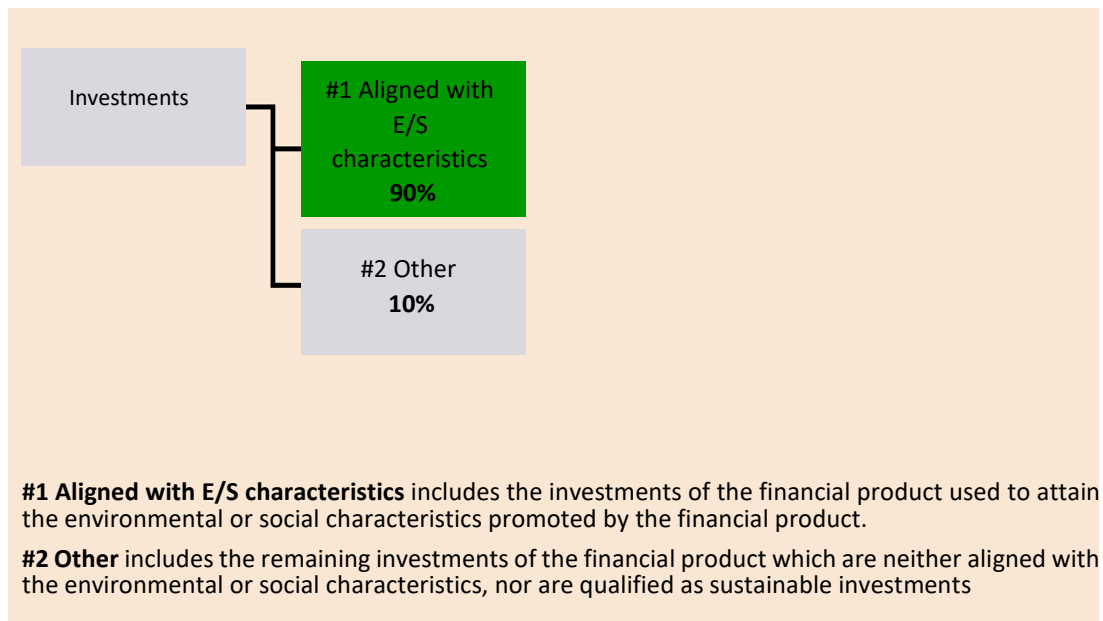 Investments
#1 Aligned with
E/S
characteristics
90%
#2 Other
10%
#1 Aligned with E/S characteristics includes the investments of the financial product used to attain
the environmental or social characteristics promoted by the financial product.
#2 Other includes the remaining investments of the financial product which are neither aligned with
the environmental or social characteristics, nor are qualified as sustainable investments